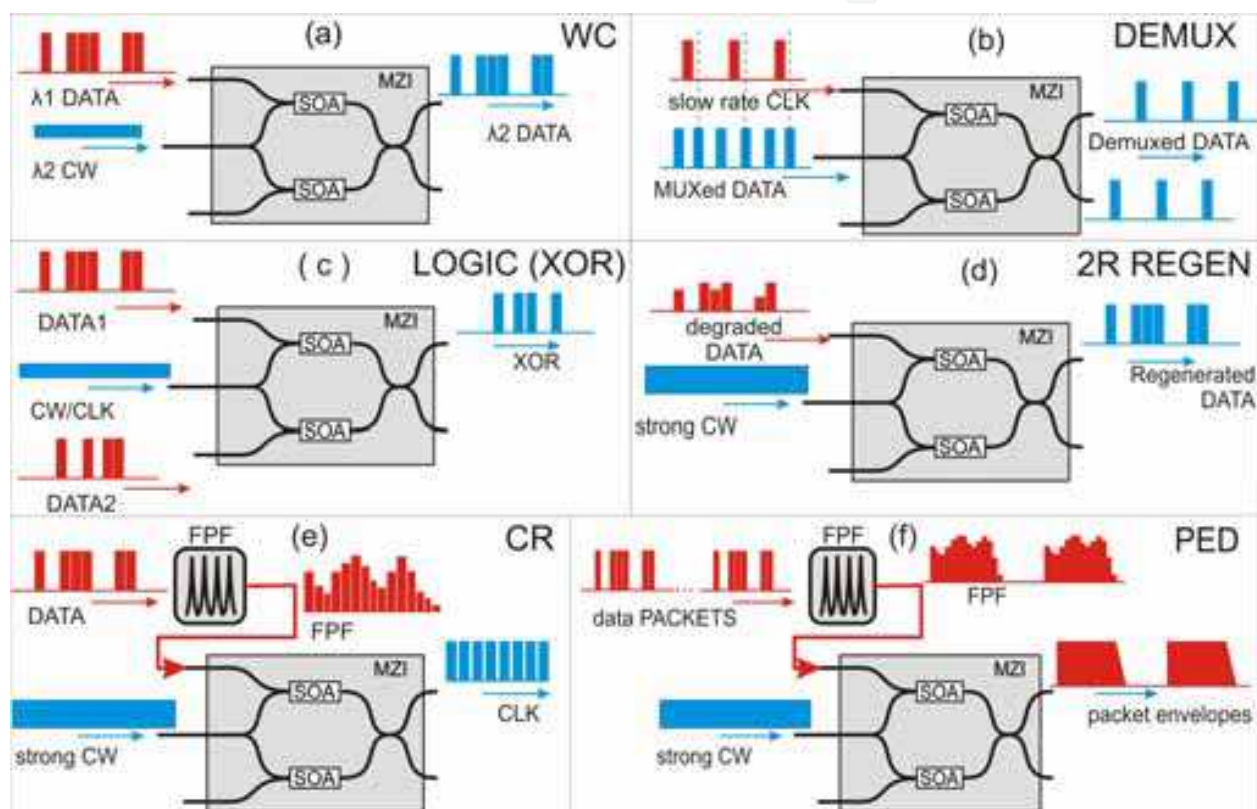 (a)
WC
λ1 DATA
λ2 CW
SOA
SOA
MZI
λ2 DATA
(b)
DEMUX
slow rate CLK
MUXed DATA
SOA
SOA
MZI
Demuxed DATA
( c )
LOGIC (XOR)
DATA1
CW/CLK
DATA2
SOA
SOA
MZI
XOR
(d)
2R REGEN
degraded
DATA
strong CW
SOA
SOA
MZI
Regenerated
DATA
(e)
CR
FPF
DATA
FPF
strong CW
SOA
SOA
MZI
CLK
(f)
PED
FPF
data PACKETS
FPF
strong CW
SOA
SOA
MZI
packet envelopes